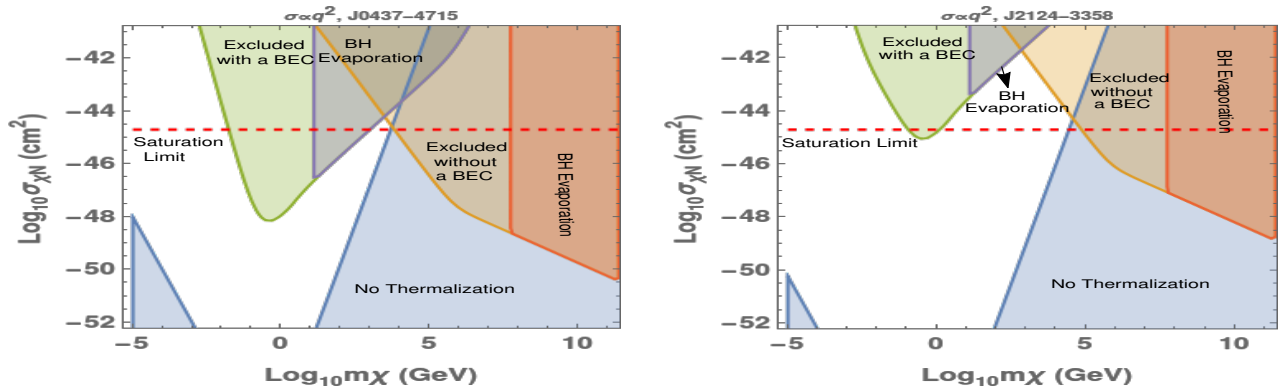 σ∝q², J0437-4715
Excluded
with a BEC
BH
Evaporation
Saturation
Limit
Excluded
without
a BEC
BH Evaporation
No Thermalization
−42
−44
−46
−48
−50
−52
Log₁₀σχN (cm²)
−5
0
5
10
Log₁₀mχ (GeV)
σ∝q², J2124-3358
Excluded
with a BEC
BH
Evaporation
Saturation Limit
Excluded
without
a BEC
BH Evaporation
No Thermalization
−42
−44
−46
−48
−50
−52
Log₁₀σχN (cm²)
−5
0
5
10
Log₁₀mχ (GeV)